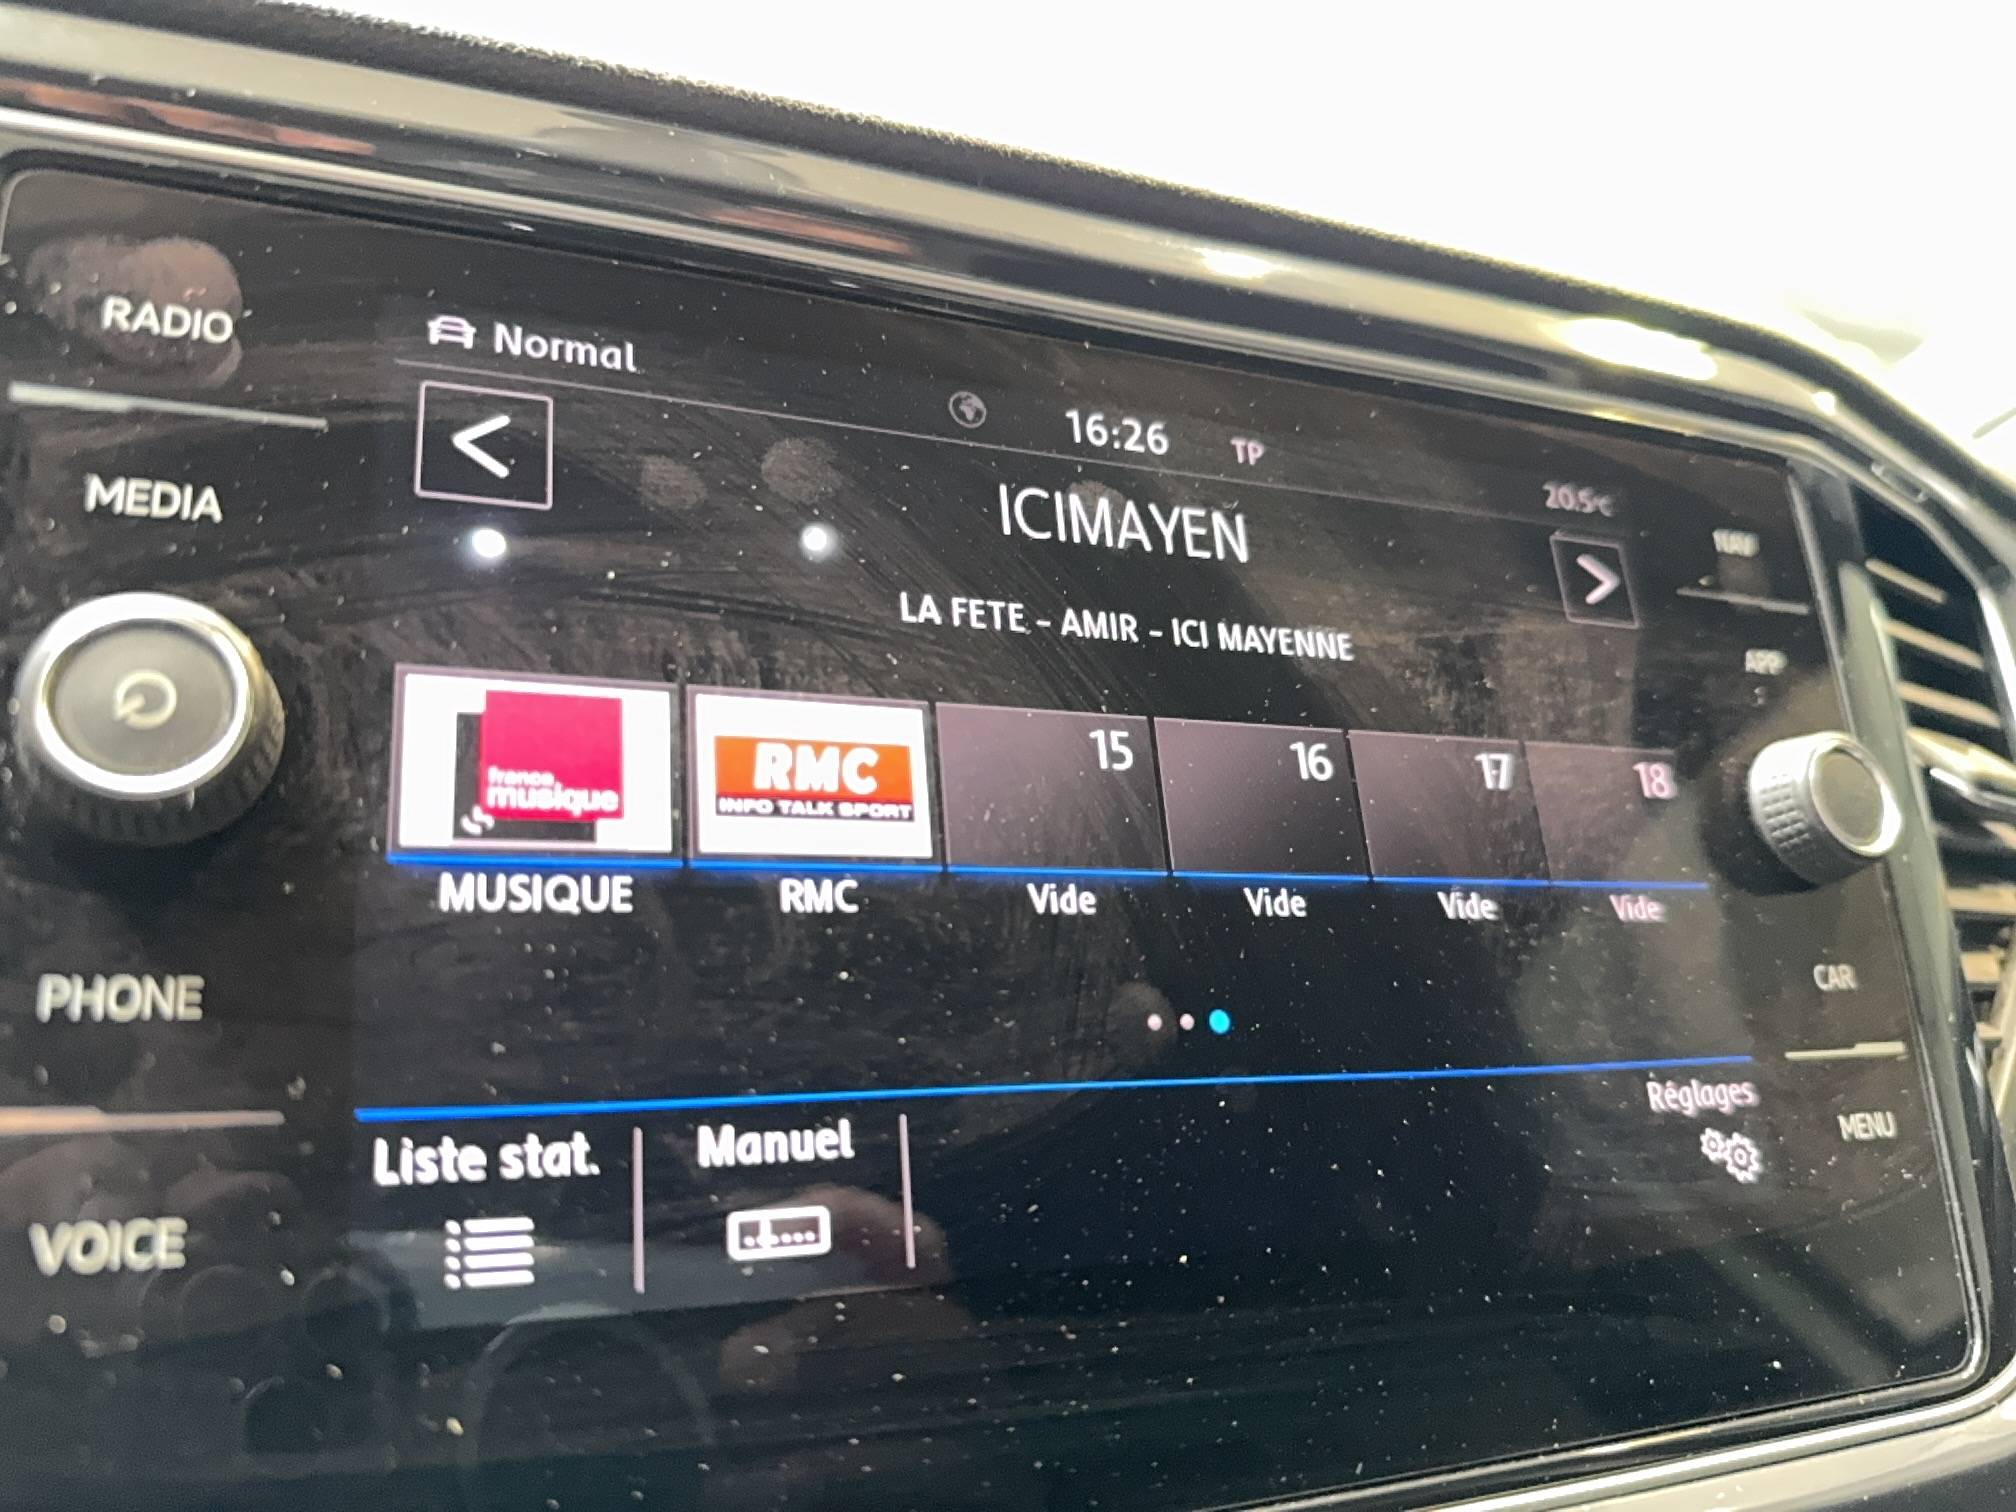 RADIO
Normal
16:26
TP
20.5°C
MEDIA
ICIMAYEN
NAV
LA FETE - AMIR - ICI MAYENNE
APP
france
musique
RMC
INFO TALK SPORT
15
16
17
18
MUSIQUE
RMC
Vide
Vide
Vide
Vide
PHONE
CAR
Réglages
MENU
Liste stat.
Manuel
VOICE